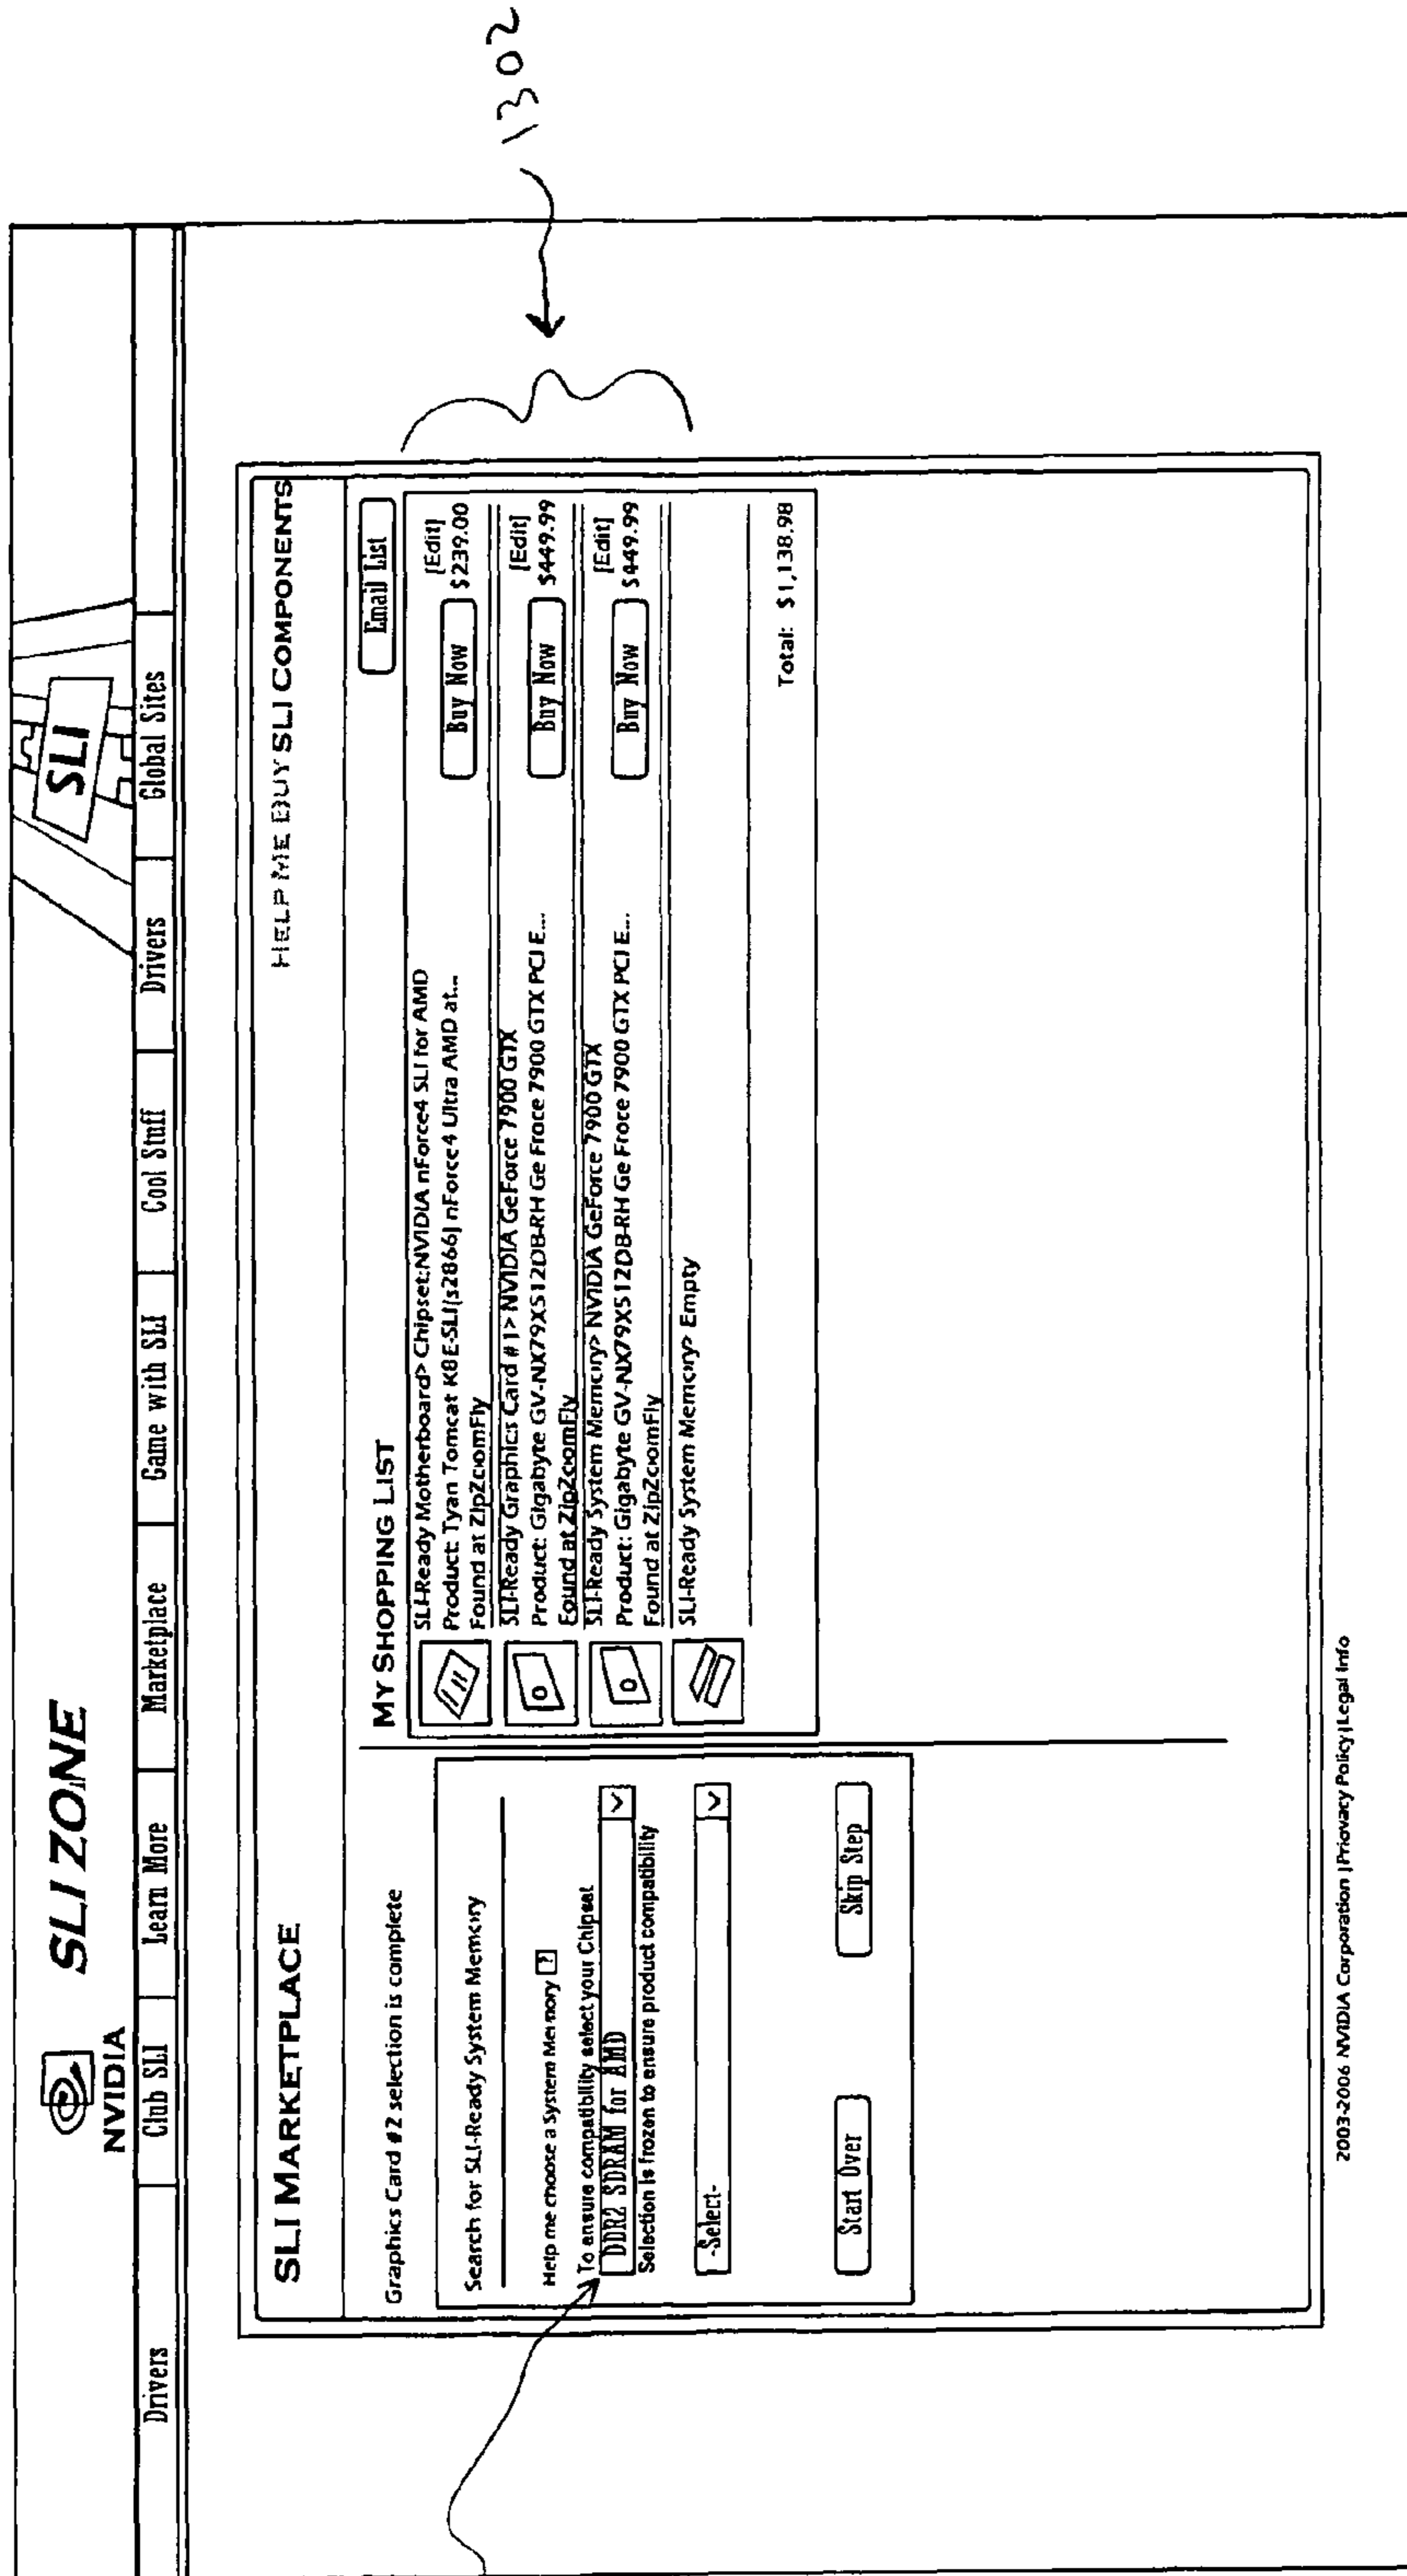 NVIDIA
SLI ZONE
SLI
Drivers
Club SLI
Learn More
Marketplace
Game with SLI
Cool Stuff
Drivers
Global Sites
SLI MARKETPLACE
HELP ME BUY SLI COMPONENTS
Graphics Card #2 selection is complete
Search for SLI-Ready System Memory
Help me choose a System Memory ?
To ensure compatibility select your Chipset
DDR2 SDRAM for AMD
Selection is frozen to ensure product compatibility
-Select-
Start Over
Skip Step
MY SHOPPING LIST
Email List
SLI-Ready Motherboard> Chipset:NVIDIA nForce4 SLI for AMD
[Edit]
Product: Tyan Tomcat K8E-SLI[s2866] nForce4 Ultra AMD at...
Buy Now
$239.00
Found at ZipZoomFly
SLI-Ready Graphics Card #1> NVIDIA GeForce 7900 GTX
[Edit]
Product: Gigabyte GV-NX79X512DB-RH Ge Froce 7900 GTX PCI E...
Buy Now
$449.99
Found at ZipZoomFly
SLI-Ready System Memory> NVIDIA GeForce 7900 GTX
[Edit]
Product: Gigabyte GV-NX79X512DB-RH Ge Froce 7900 GTX PCI E...
Buy Now
$449.99
Found at ZipZoomFly
SLI-Ready System Memory> Empty
Total: $1,138.98
1302
2003-2006 NVIDIA Corporation | Priovacy Policy | Legal Info